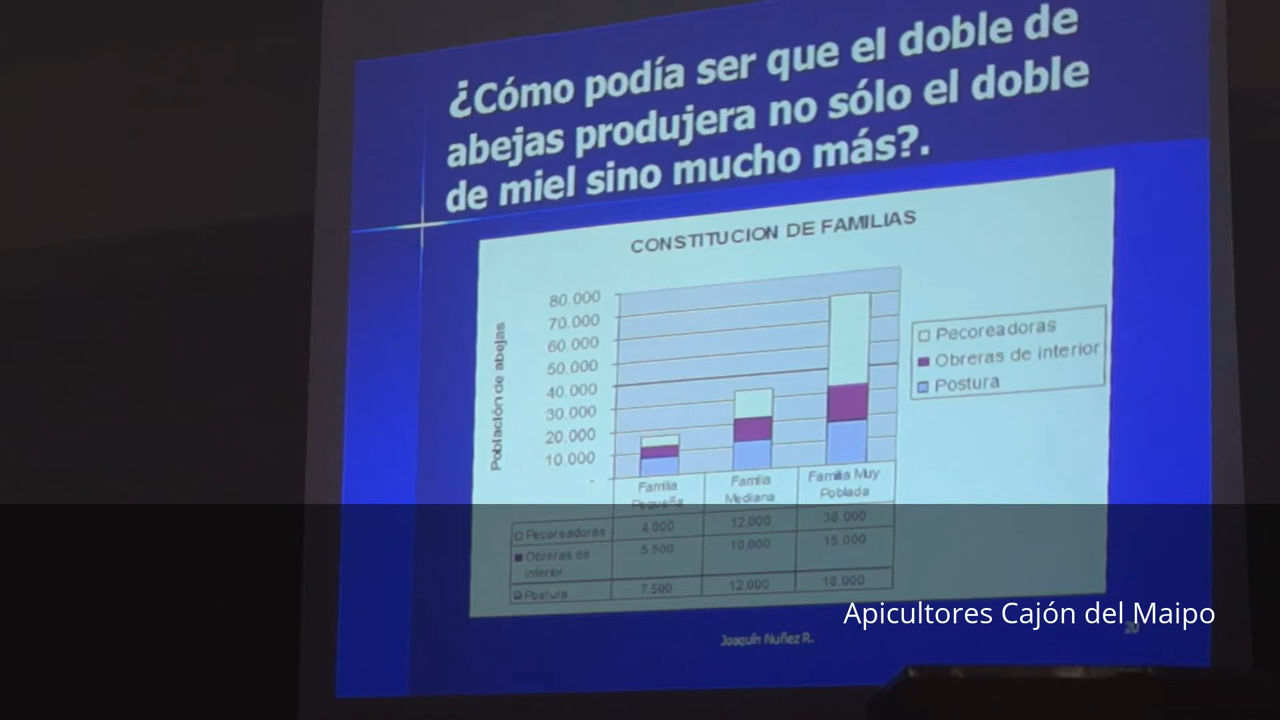 ¿Cómo podía ser que el doble de
abejas produjera no sólo el doble
de miel sino mucho más?.
CONSTITUCION DE FAMILIAS
Población de abejas
80.000
70.000
60.000
50.000
40.000
30.000
20.000
10.000
-
Pecoreadoras
Obreras de interior
Postura
Familia Pequeña
Familia Mediana
Familia Muy Poblada
Pecoreadoras 4.000 12.000 38.000
Obreras de interior 5.500 10.000 15.000
Postura 7.500 12.000 18.000
Apicultores Cajón del Maipo
Joaquín Nuñez R.
20